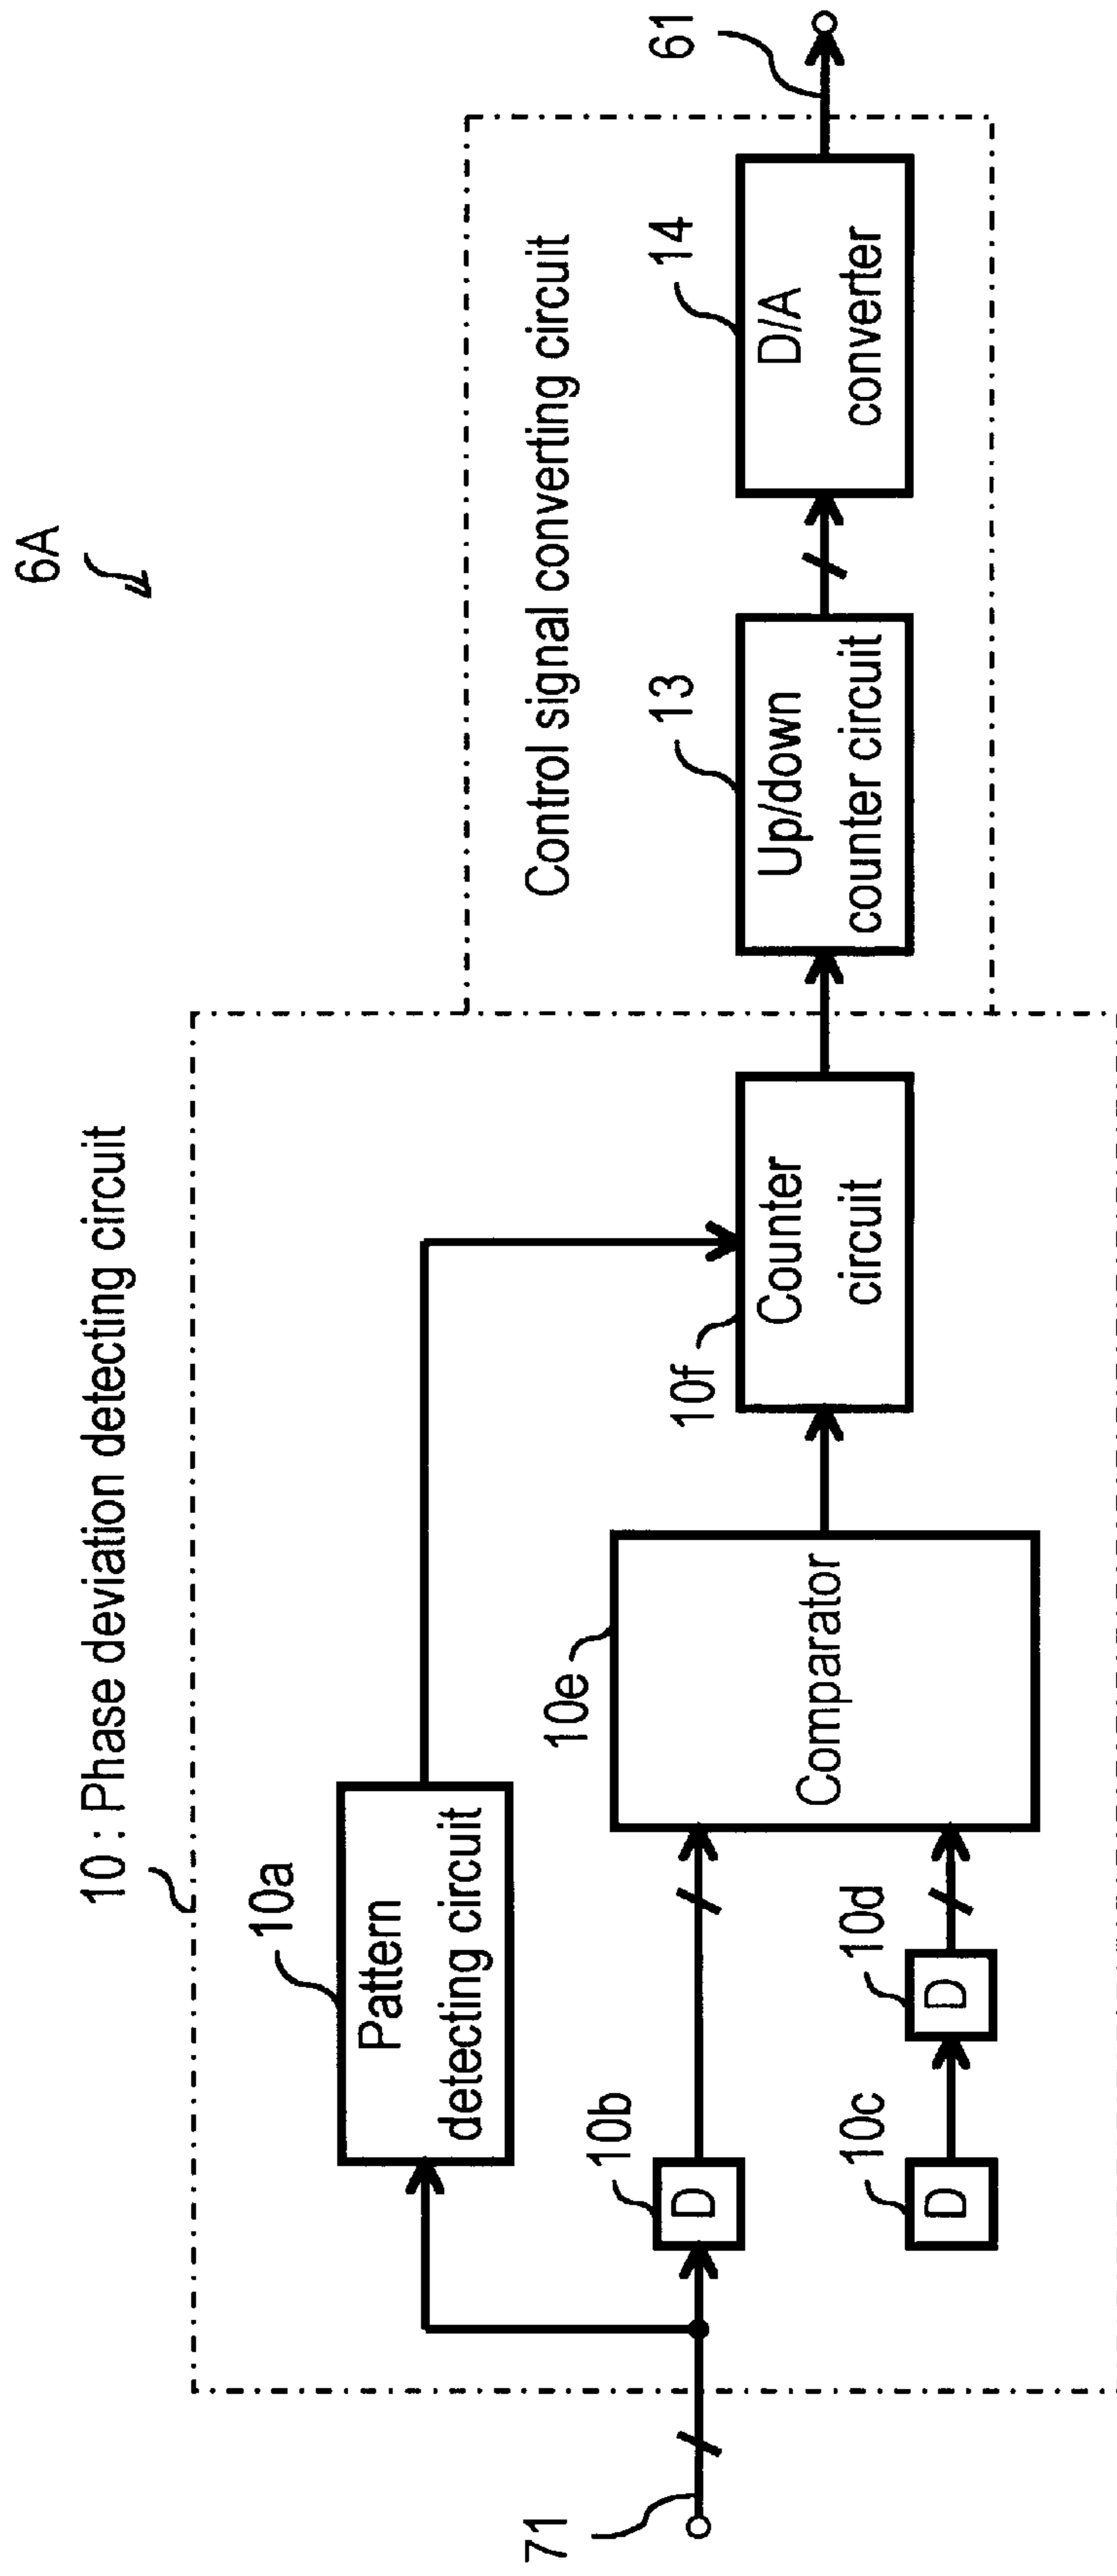 6A
10 : Phase deviation detecting circuit
Control signal converting circuit
10a
Pattern
detecting circuit
71
10b
D
10c
D
10d
D
10e
Comparator
10f
Counter
circuit
13
Up/down
counter circuit
14
D/A
converter
61